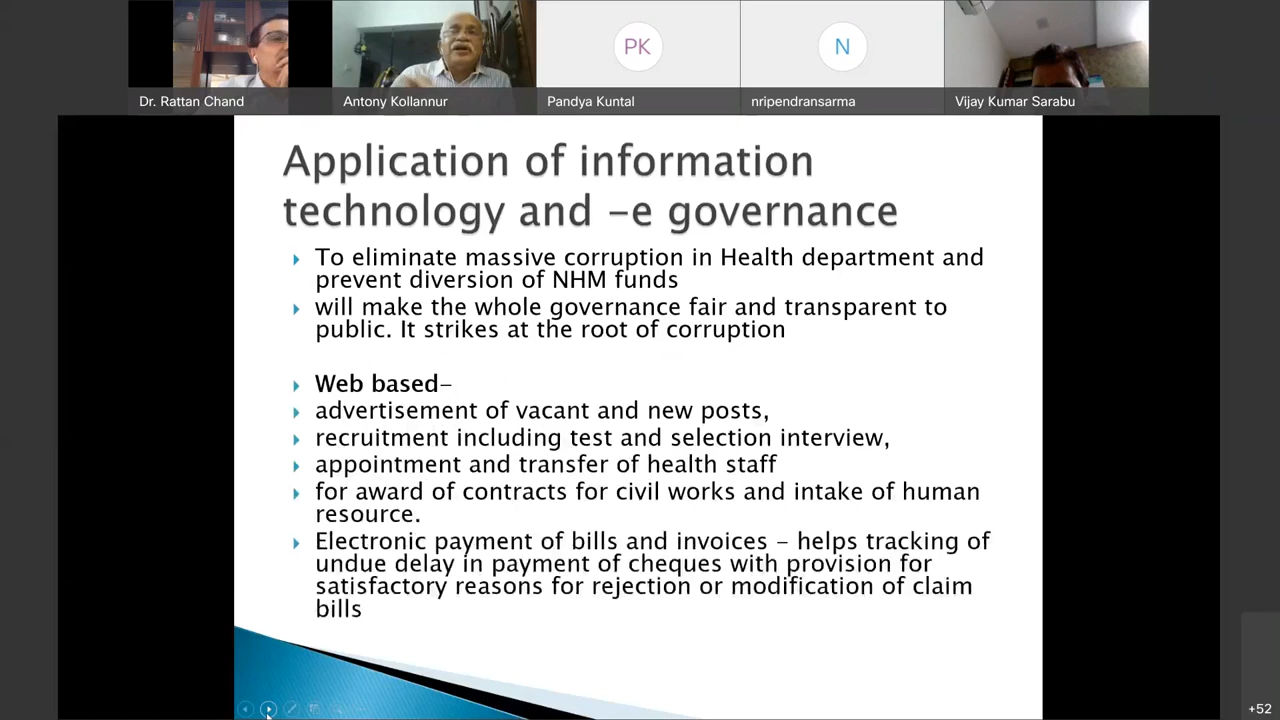 PK
N
Dr. Rattan Chand
Antony Kollannur
Pandya Kuntal
nripendransarma
Vijay Kumar Sarabu
Application of information
technology and -e governance
To eliminate massive corruption in Health department and
prevent diversion of NHM funds
will make the whole governance fair and transparent to
public. It strikes at the root of corruption
Web based-
advertisement of vacant and new posts,
recruitment including test and selection interview,
appointment and transfer of health staff
for award of contracts for civil works and intake of human
resource.
Electronic payment of bills and invoices - helps tracking of
undue delay in payment of cheques with provision for
satisfactory reasons for rejection or modification of claim
bills
+52